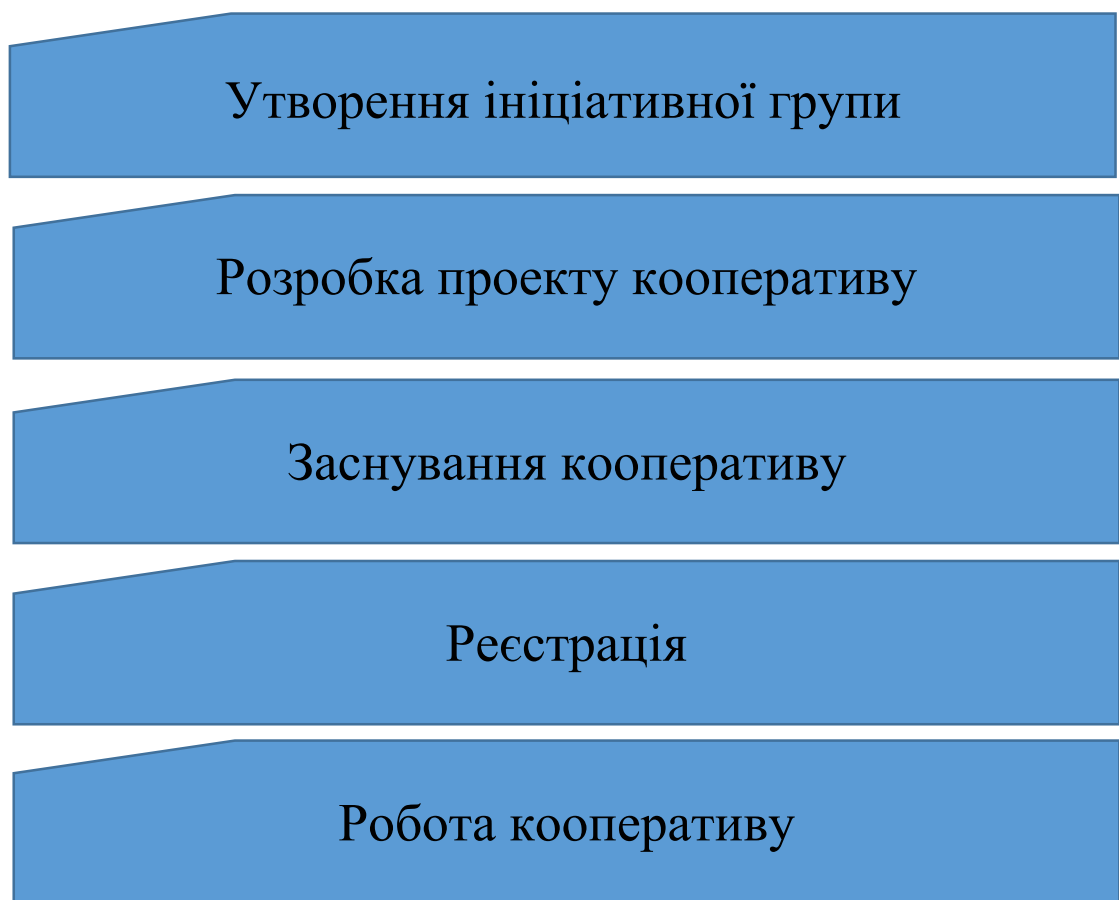 Утворення ініціативної групи
Розробка проекту кооперативу
Заснування кооперативу
Реєстрація
Робота кооперативу